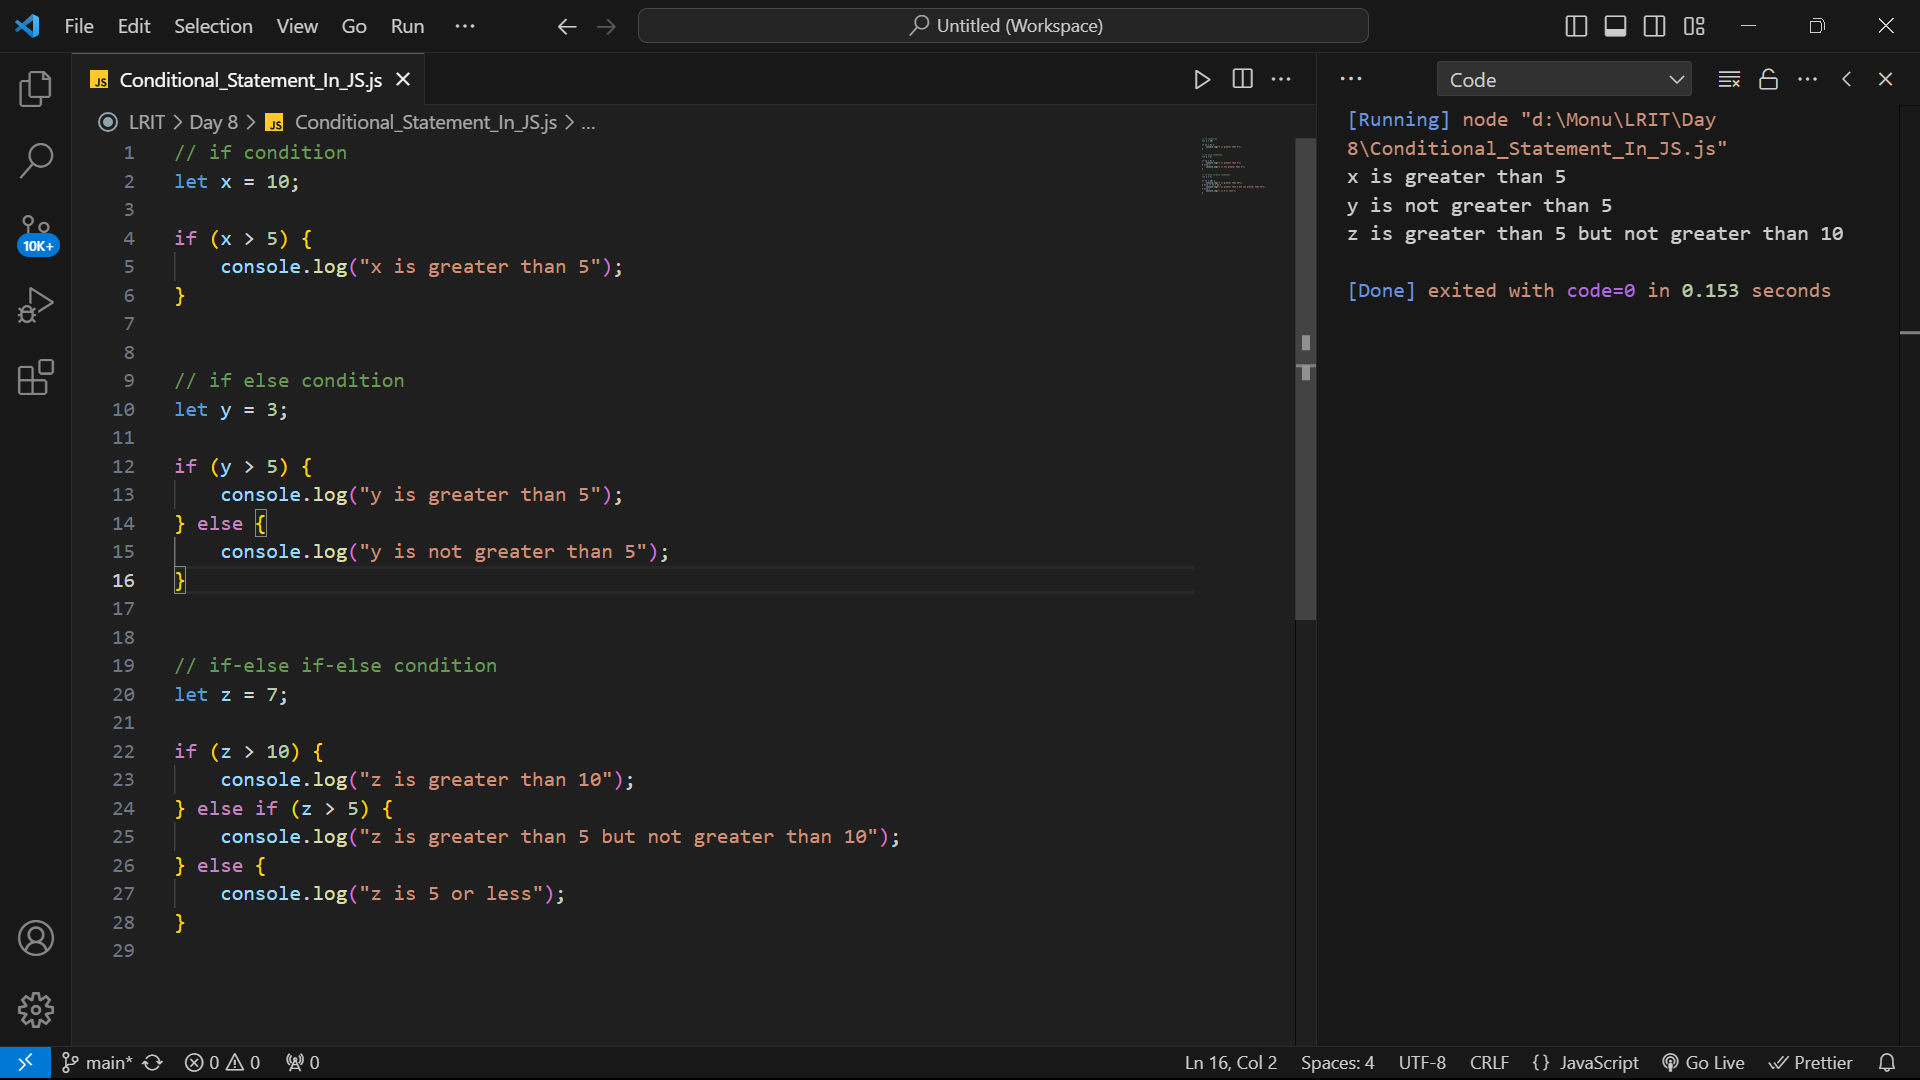 File Edit Selection View Go Run ··· Untitled (Workspace)
JS Conditional_Statement_In_JS.js
LRIT > Day 8 > JS Conditional_Statement_In_JS.js > ...
10K+
1 // if condition
2 let x = 10;
3
4 if (x > 5) {
5 console.log("x is greater than 5");
6 }
7
8
9 // if else condition
10 let y = 3;
11
12 if (y > 5) {
13 console.log("y is greater than 5");
14 } else {
15 console.log("y is not greater than 5");
16 }
17
18
19 // if-else if-else condition
20 let z = 7;
21
22 if (z > 10) {
23 console.log("z is greater than 10");
24 } else if (z > 5) {
25 console.log("z is greater than 5 but not greater than 10");
26 } else {
27 console.log("z is 5 or less");
28 }
29
Code
[Running] node "d:\Monu\LRIT\Day
8\Conditional_Statement_In_JS.js"
x is greater than 5
y is not greater than 5
z is greater than 5 but not greater than 10
[Done] exited with code=0 in 0.153 seconds
main* 0 0 0 Ln 16, Col 2 Spaces: 4 UTF-8 CRLF {} JavaScript Go Live Prettier